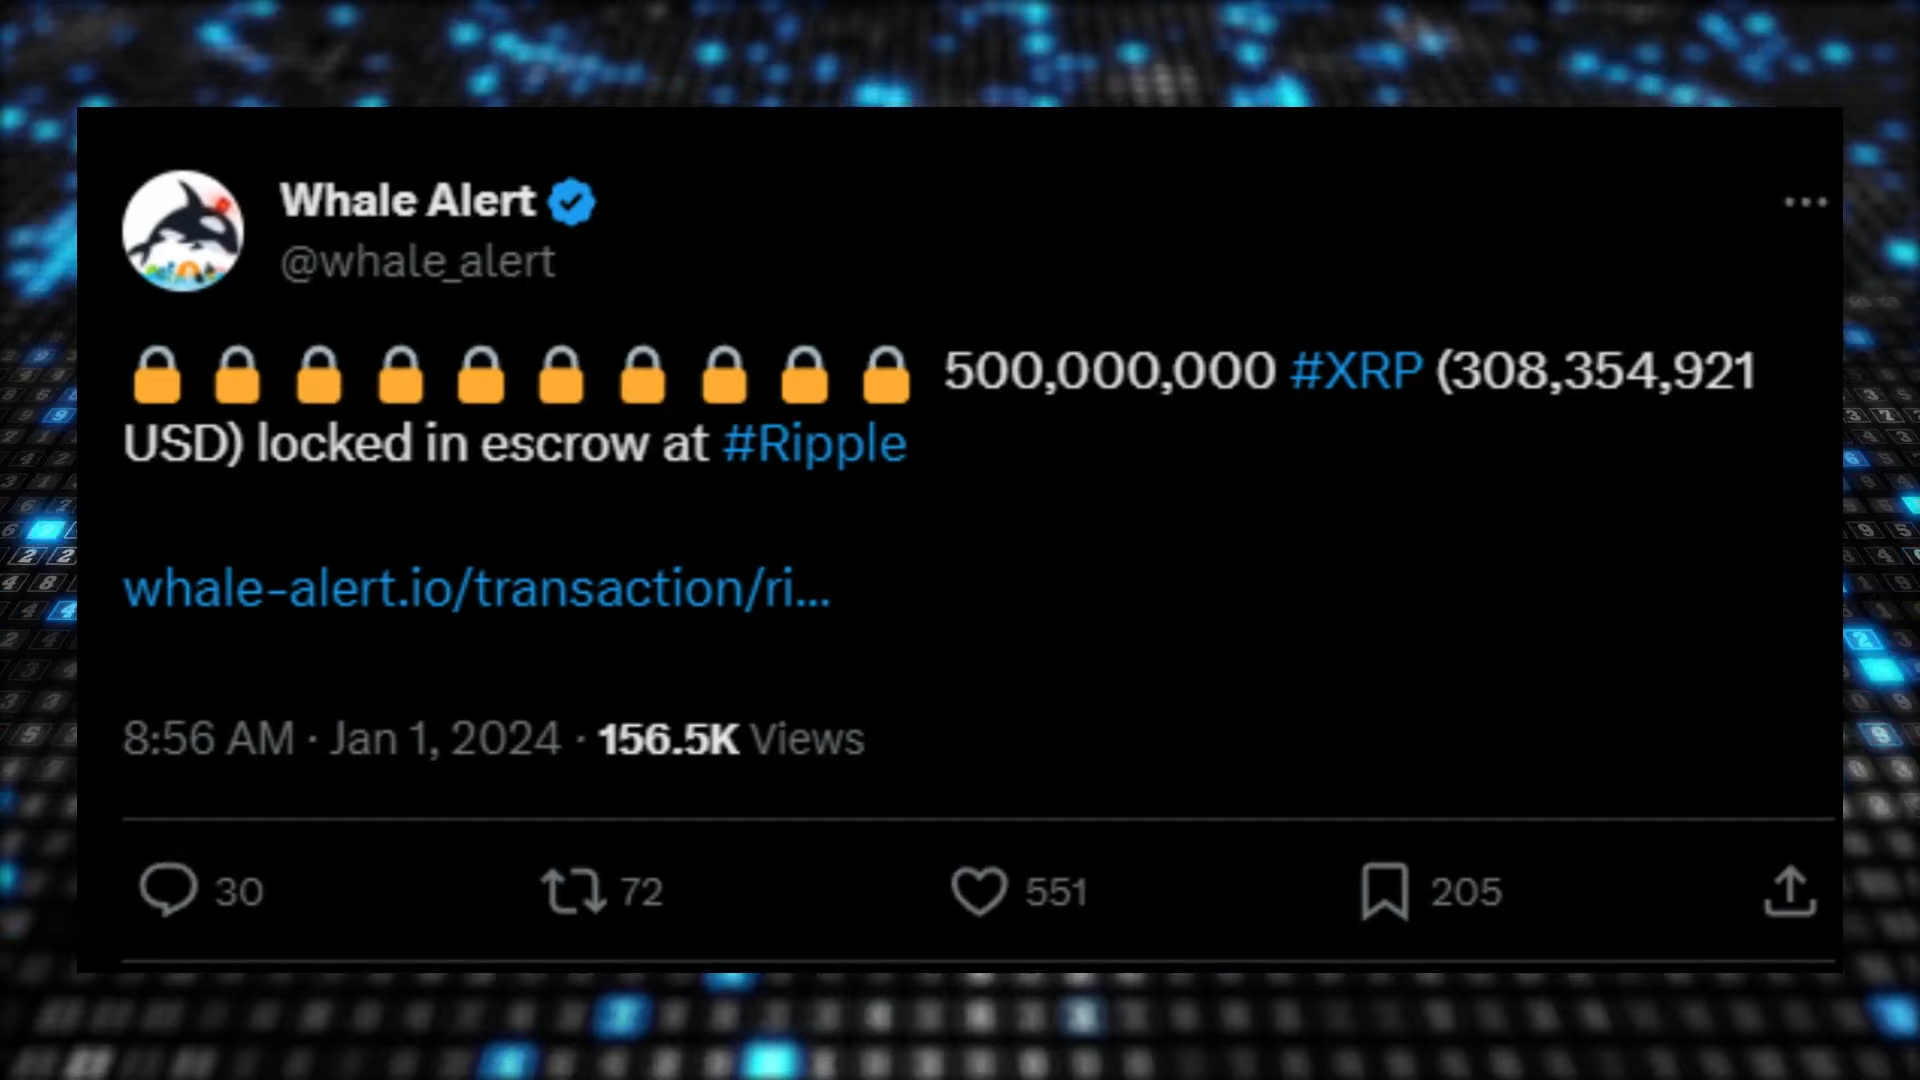 Whale Alert
@whale_alert
🔒 🔒 🔒 🔒 🔒 🔒 🔒 🔒 🔒 🔒 500,000,000 #XRP (308,354,921
USD) locked in escrow at #Ripple
whale-alert.io/transaction/ri...
8:56 AM · Jan 1, 2024 · 156.5K Views
30 72 551 205